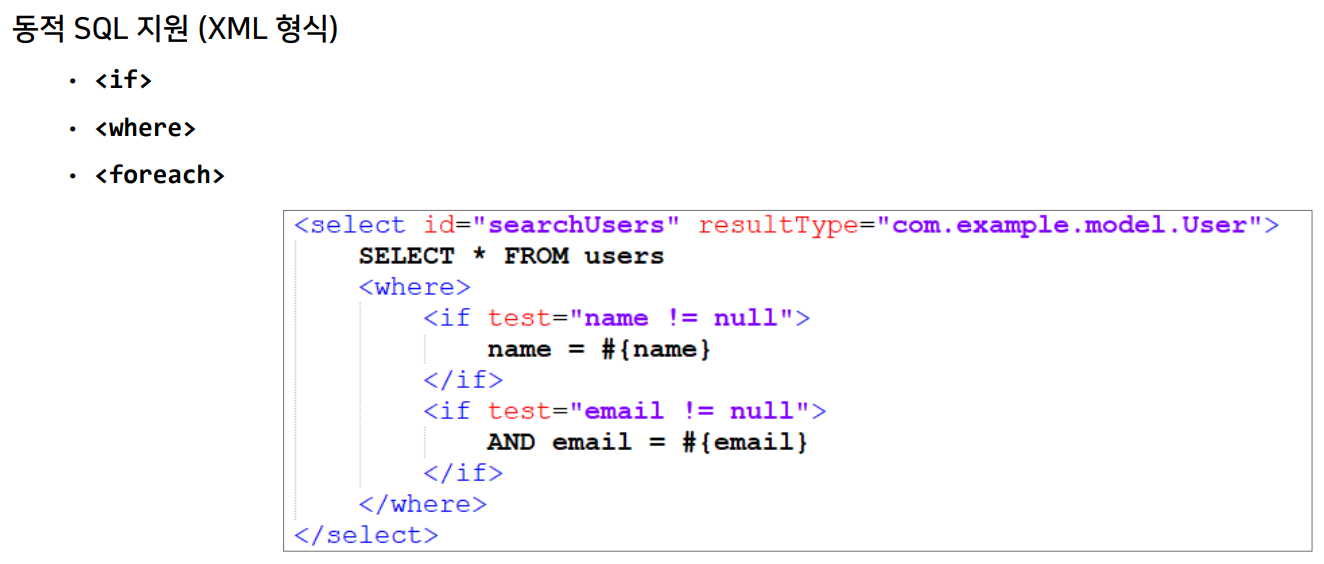 동적 SQL 지원 (XML 형식)
• <if>
• <where>
• <foreach>
<select id="searchUsers" resultType="com.example.model.User">
    SELECT * FROM users
    <where>
        <if test="name != null">
            name = #{name}
        </if>
        <if test="email != null">
            AND email = #{email}
        </if>
    </where>
</select>